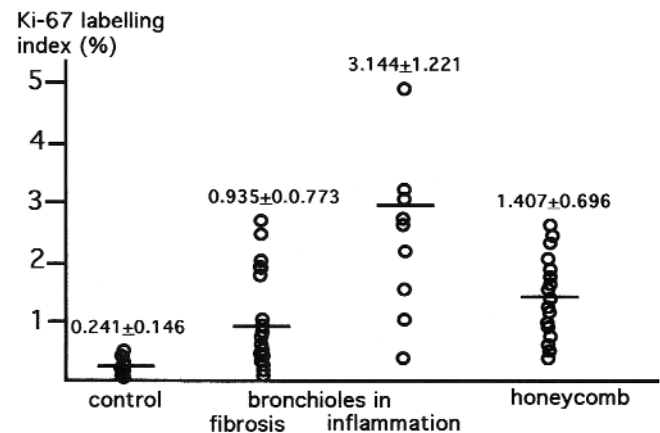 Ki-67 labelling
index (%)
3.144±1.221
5
4
3
0.935±0.0.773
1.407±0.696
2
1
0.241±0.146
control
bronchioles in
honeycomb
fibrosis
inflammation